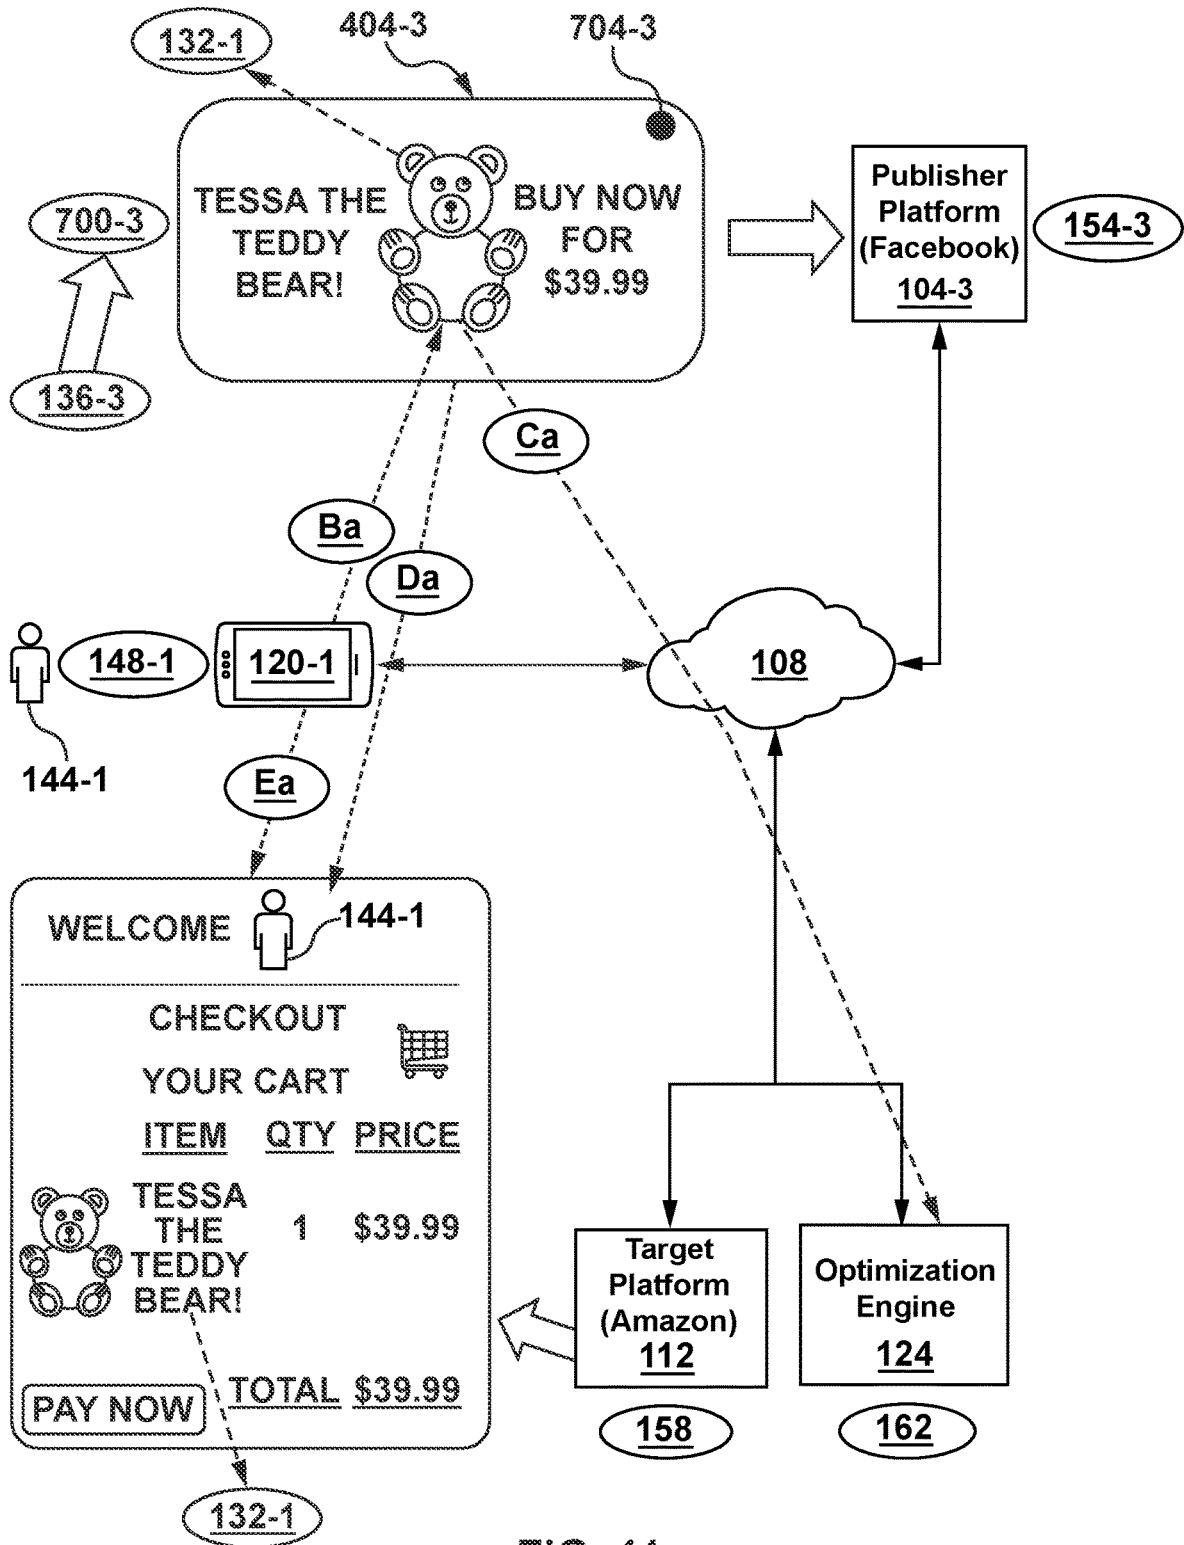 132-1
404-3
704-3
TESSA THE
TEDDY
BEAR!
BUY NOW
FOR
$39.99
700-3
136-3
Publisher
Platform
(Facebook)
104-3
154-3
Ca
Ba
Da
148-1
120-1
108
144-1
Ea
WELCOME
144-1
CHECKOUT
YOUR CART
ITEM QTY PRICE
TESSA
THE
TEDDY
BEAR!
1 $39.99
TOTAL $39.99
PAY NOW
Target
Platform
(Amazon)
112
Optimization
Engine
124
158
162
132-1